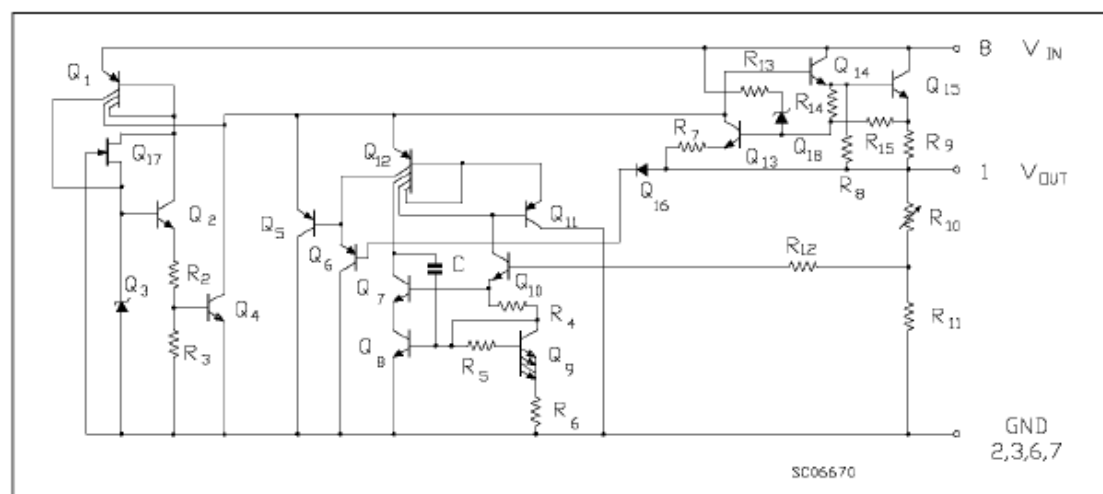 8 V IN
Q1
R13
Q14
Q15
R14
R7
Q12
Q17
Q13
Q18
R15
R9
1 V OUT
Q16
R8
Q2
Q5
Q11
R10
Q6
R12
C
R2
Q3
Q7
Q10
Q4
R4
R11
R3
Q8
R5
Q9
R6
GND
2,3,6,7
SC06670